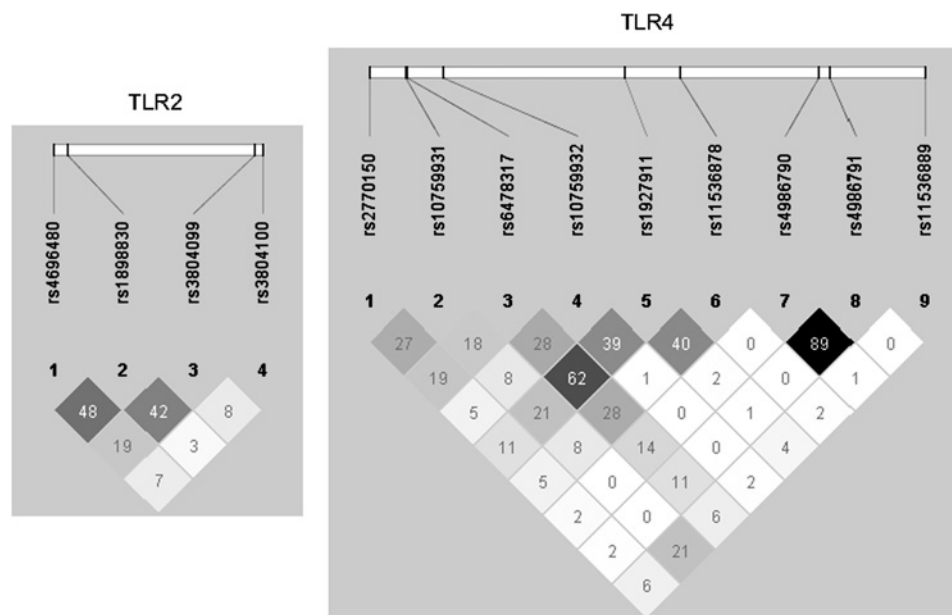 TLR2
rs4696480
rs1898830
rs3804099
rs3804100
1 2 3 4
48 42 8
19 3
7
TLR4
rs2770150
rs10759931
rs6478317
rs10759932
rs1927911
rs11536878
rs4986790
rs4986791
rs11536889
1 2 3 4 5 6 7 8 9
27 18 28 39 40 0 89 0
19 8 62 1 2 0 1
5 21 28 0 1 2
11 8 14 0 4
5 0 11 2
2 0 6
2 21
6